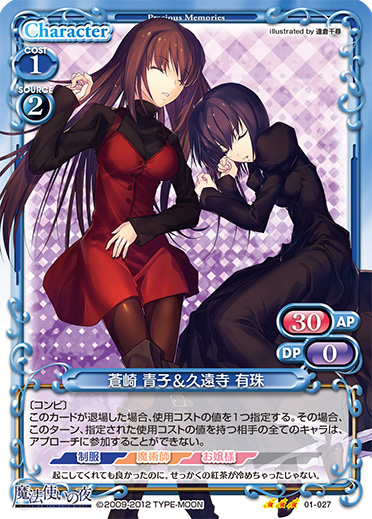 Precious Memories
Character
illustrated by 逢倉千尋
COST
1
SOURCE
2
30 AP
DP 0
蒼崎 青子&久遠寺 有珠
[コンビ]
このカードが退場した場合、使用コストの値を1つ指定する。その場合、
このターン、指定された使用コストの値を持つ相手の全てのキャラは、
アプローチに参加することができない。
制服 魔術師 お嬢様
起こしてくれても良かったのに。せっかくの紅茶が冷めちゃったじゃない。
魔法使いの夜
©2009-2012 TYPE-MOON
01-027